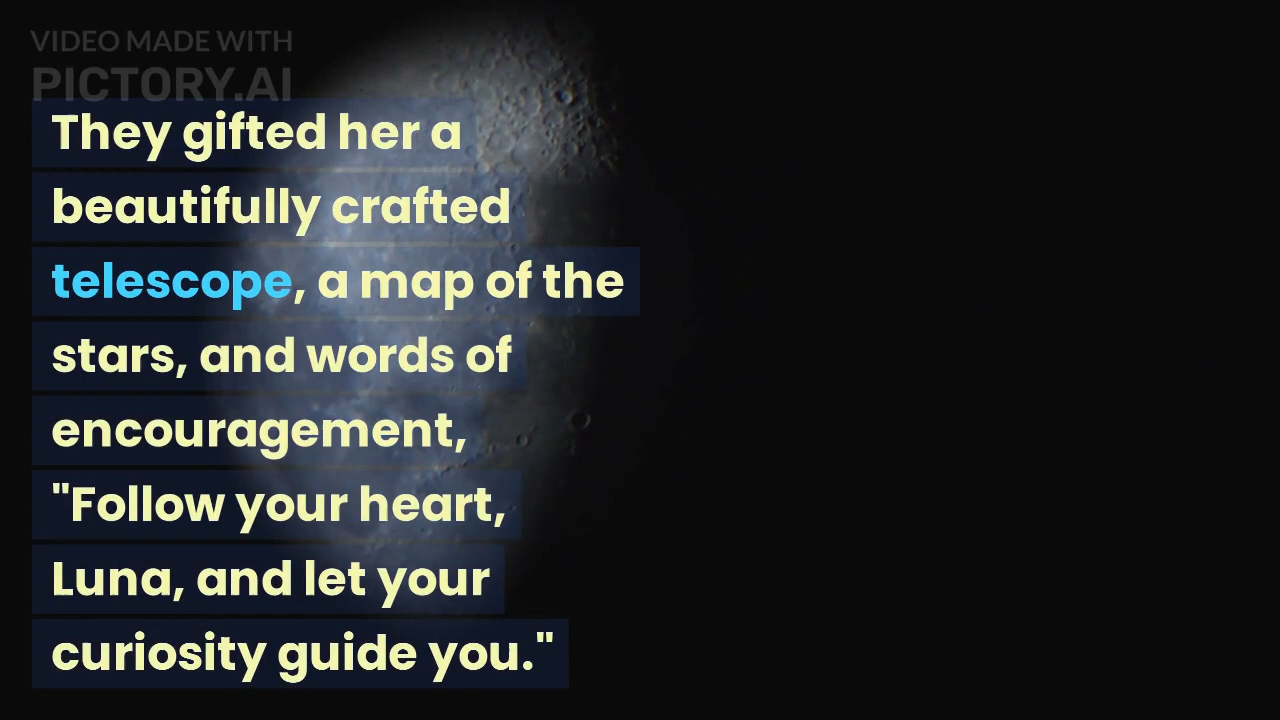 VIDEO MADE WITH
PICTORY.AI
They gifted her a
beautifully crafted
telescope, a map of the
stars, and words of
encouragement,
"Follow your heart,
Luna, and let your
curiosity guide you."